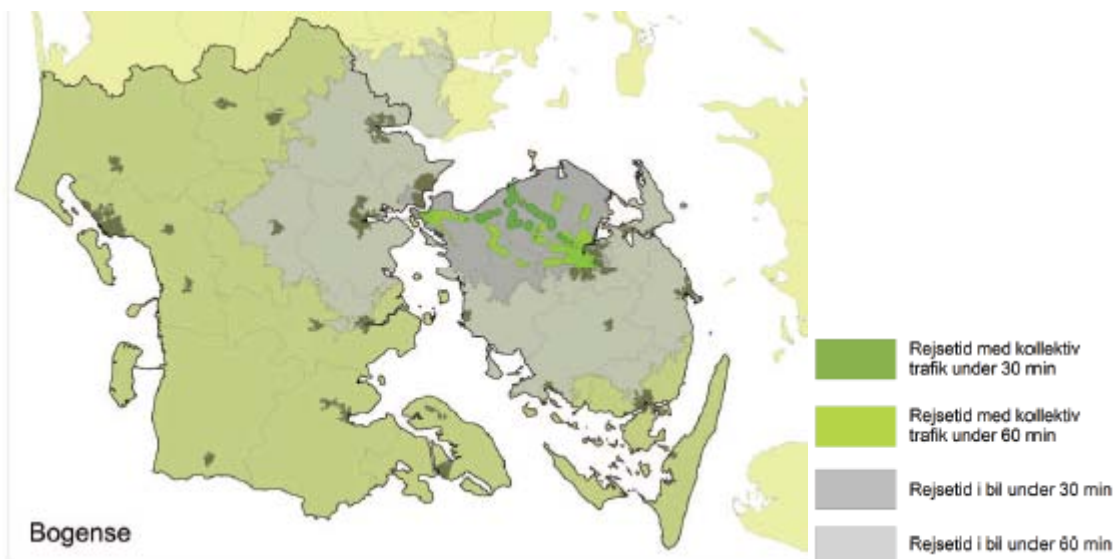 Rejsetid med kollektiv
trafik under 30 min
Rejsetid med kollektiv
trafik under 60 min
Rejsetid i bil under 30 min
Rejsetid i bil under 60 min
Bogense